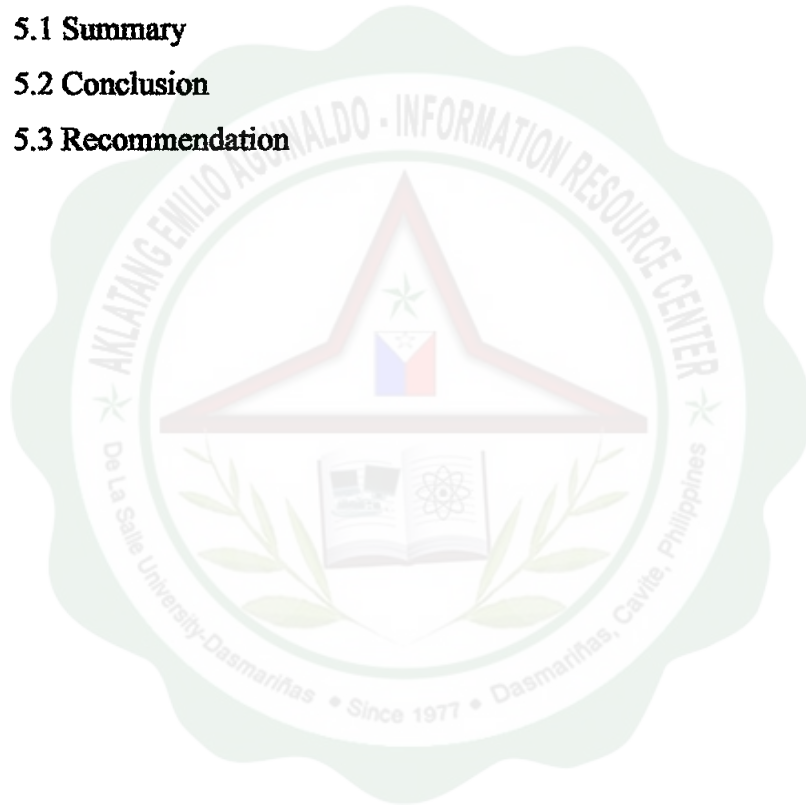 5.1 Summary
5.2 Conclusion
5.3 Recommendation
AKLATANG EMILIO AGUINALDO - INFORMATION RESOURCE CENTER
De La Salle University-Dasmariñas • Since 1977 • Dasmariñas, Cavite, Philippines